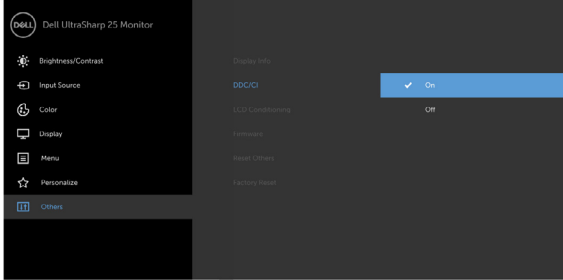 DELL Dell UltraSharp 25 Monitor
Brightness/Contrast
Input Source
Color
Display
Menu
Personalize
Others
Display Info
DDC/CI
LCD Conditioning
Firmware
Reset Others
Factory Reset
On
Off